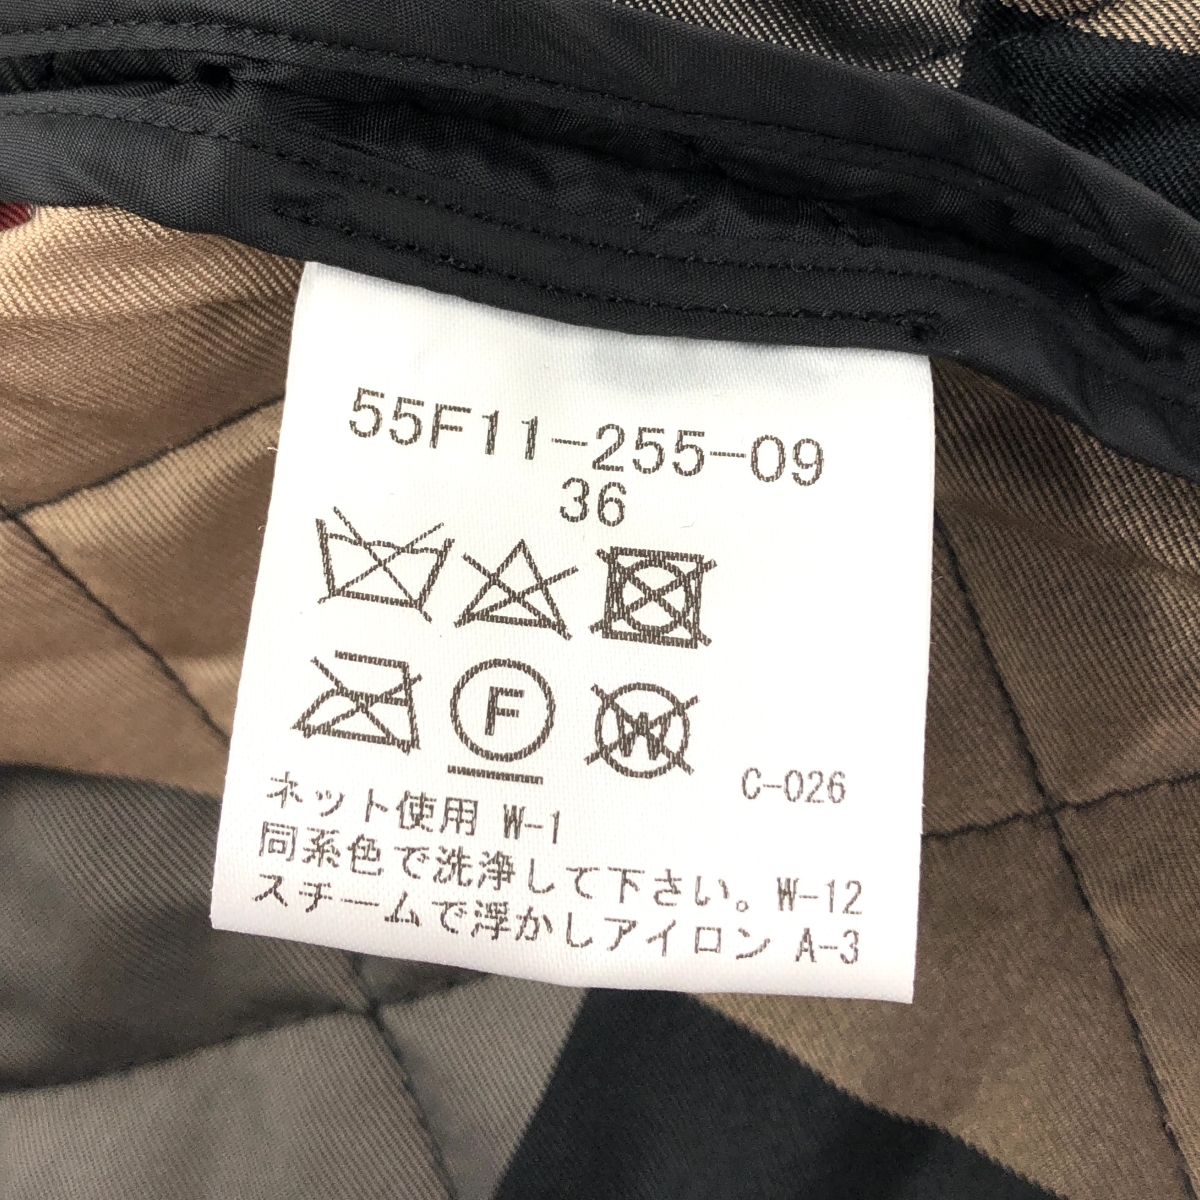 55F11-255-09
36
F
W
C-026
ネット使用 W-1
同系色で洗浄して下さい。W-12
スチームで浮かしアイロン A-3